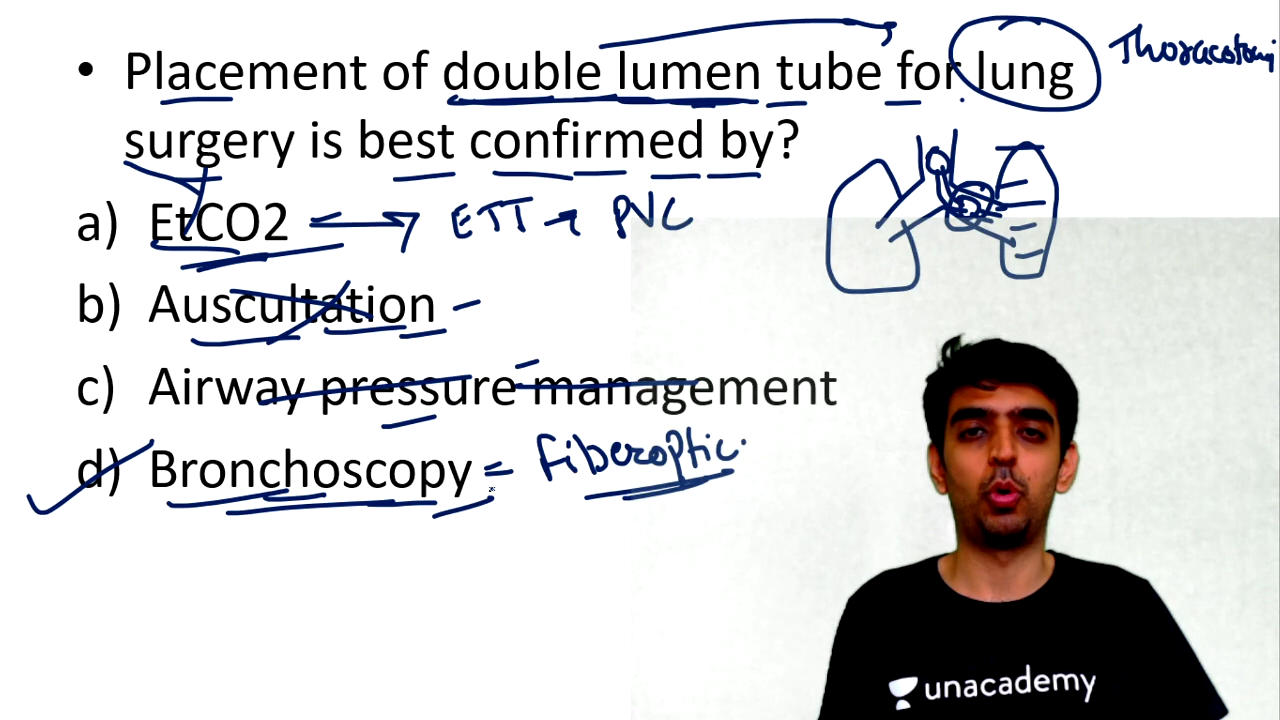 • Placement of double lumen tube for lung Thoracotomy
surgery is best confirmed by?
a) EtCO2 ETT → PVC
b) Auscultation -
c) Airway pressure management
d) Bronchoscopy = Fiberoptic.
unacademy